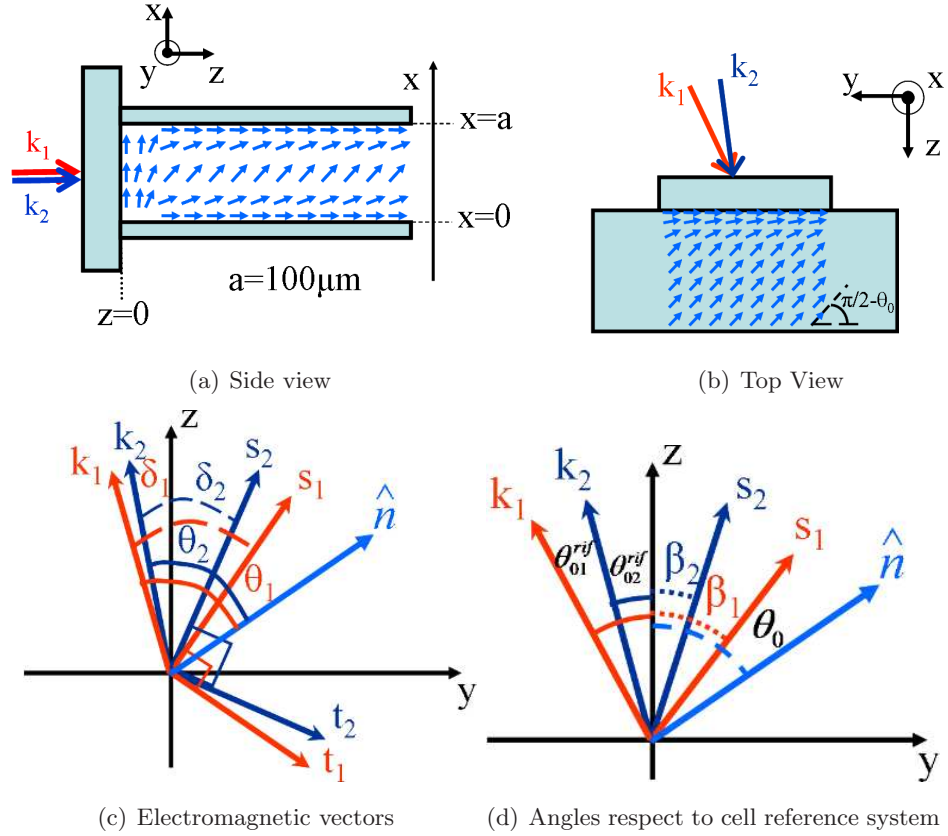 x
y
z
x
x=a
k₁
k₂
x=0
a=100μm
z=0
(a) Side view
k₁
k₂
y
x
z
π/2-θ₀
(b) Top View
z
k₁
k₂
δ₁
δ₂
s₂
s₁
n̂
θ₂
θ₁
y
t₂
t₁
(c) Electromagnetic vectors
z
k₁
k₂
s₂
s₁
n̂
θ₀₁ʳⁱᶠ
θ₀₂ʳⁱᶠ
β₂
β₁
θ₀
y
(d) Angles respect to cell reference system